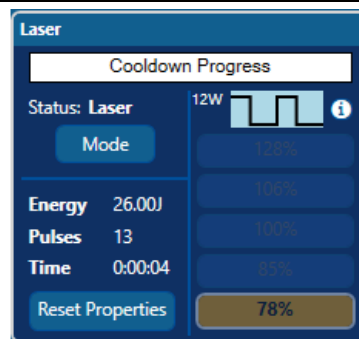 Laser
Cooldown Progress
Status: Laser
Mode
12W
128%
106%
100%
85%
78%
Energy 26.00J
Pulses 13
Time 0:00:04
Reset Properties